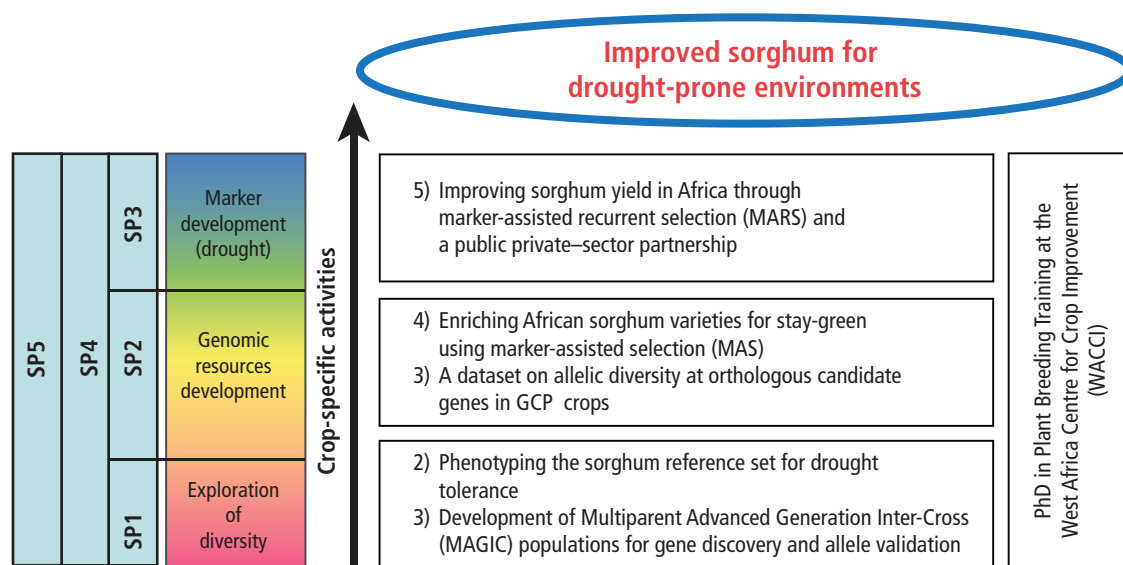 Improved sorghum for
drought-prone environments
SP5
SP4
SP3
SP2
SP1
Marker
development
(drought)
Genomic
resources
development
Exploration
of
diversity
Crop-specific activities
5) Improving sorghum yield in Africa through
marker-assisted recurrent selection (MARS) and
a public private–sector partnership
4) Enriching African sorghum varieties for stay-green
using marker-assisted selection (MAS)
3) A dataset on allelic diversity at orthologous candidate
genes in GCP crops
2) Phenotyping the sorghum reference set for drought
tolerance
3) Development of Multiparent Advanced Generation Inter-Cross
(MAGIC) populations for gene discovery and allele validation
PhD in Plant Breeding Training at the
West Africa Centre for Crop Improvement
(WACCI)